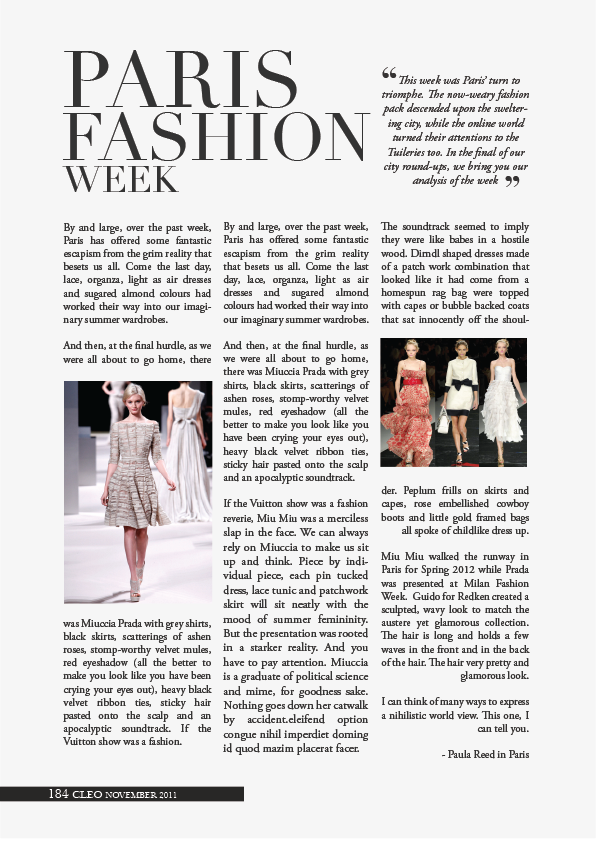 PARIS
FASHION
WEEK
“ This week was Paris’ turn to
triomphe. The now-weary fashion
pack descended upon the swelter-
ing city, while the online world
turned their attentions to the
Tuileries too. In the final of our
city round-ups, we bring you our
analysis of the week ”
By and large, over the past week,
Paris has offered some fantastic
escapism from the grim reality that
besets us all. Come the last day,
lace, organza, light as air dresses
and sugared almond colours had
worked their way into our imagi-
nary summer wardrobes.
And then, at the final hurdle, as we
were all about to go home, there
was Miuccia Prada with grey shirts,
black skirts, scatterings of ashen
roses, stomp-worthy velvet mules,
red eyeshadow (all the better to
make you look like you have been
crying your eyes out), heavy black
velvet ribbon ties, sticky hair
pasted onto the scalp and an
apocalyptic soundtrack. If the
Vuitton show was a fashion.
By and large, over the past week,
Paris has offered some fantastic
escapism from the grim reality
that besets us all. Come the last
day, lace, organza, light as air
dresses and sugared almond
colours had worked their way into
our imaginary summer wardrobes.
And then, at the final hurdle, as
we were all about to go home,
there was Miuccia Prada with grey
shirts, black skirts, scatterings of
ashen roses, stomp-worthy velvet
mules, red eyeshadow (all the
better to make you look like you
have been crying your eyes out),
heavy black velvet ribbon ties,
sticky hair pasted onto the scalp
and an apocalyptic soundtrack.
If the Vuitton show was a fashion
reverie, Miu Miu was a merciless
slap in the face. We can always
rely on Miuccia to make us sit
up and think. Piece by indi-
vidual piece, each pin tucked
dress, lace tunic and patchwork
skirt will sit neatly with the
mood of summer femininity.
But the presentation was rooted
in a starker reality. And you
have to pay attention. Miuccia
is a graduate of political science
and mime, for goodness sake.
Nothing goes down her catwalk
by accident.eleifend option
congue nihil imperdiet doming
id quod mazim placerat facer.
The soundtrack seemed to imply
they were like babes in a hostile
wood. Dirndl shaped dresses made
of a patch work combination that
looked like it had come from a
homespun rag bag were topped
with capes or bubble backed coats
that sat innocently off the shoul-
der. Peplum frills on skirts and
capes, rose embellished cowboy
boots and little gold framed bags
all spoke of childlike dress up.
Miu Miu walked the runway in
Paris for Spring 2012 while Prada
was presented at Milan Fashion
Week. Guido for Redken created a
sculpted, wavy look to match the
austere yet glamorous collection.
The hair is long and holds a few
waves in the front and in the back
of the hair. The hair very pretty and
glamorous look.
I can think of many ways to express
a nihilistic world view. This one, I
can tell you.
- Paula Reed in Paris
184 CLEO NOVEMBER 2011